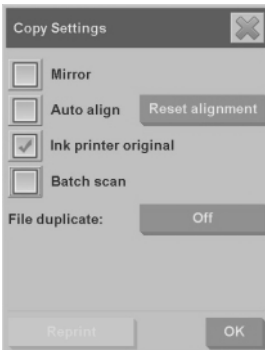 Copy Settings
Mirror
Auto align Reset alignment
Ink printer original
Batch scan
File duplicate: Off
Reprint OK